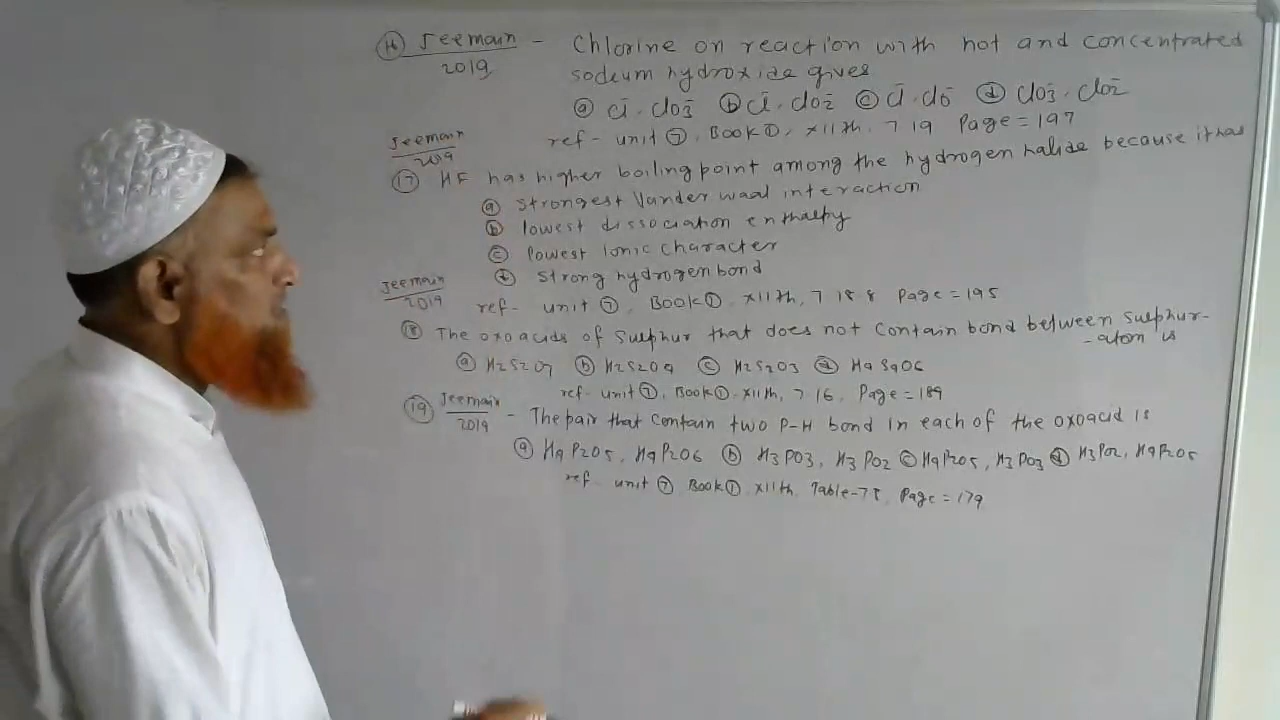 16 Jeemain 2019 - Chlorine on reaction with hot and concentrated
sodium hydroxide gives
a Cl⁻, ClO3⁻ b Cl⁻, ClO2⁻ c Cl⁻, ClO⁻ d ClO3⁻, ClO2⁻
ref - unit 7, Book 1, XIIth, 7 19 Page = 197
Jeemain 2019
17 HF has higher boiling point among the hydrogen halide because it has
a strongest Vander waal interaction
b lowest dissociation enthalpy
c lowest Ionic character
d strong hydrogen bond
ref - unit 7, Book 1, XIIth, 7 18 8 Page = 195
Jeemain 2019
18 The oxoacids of Sulphur that does not contain bond between Sulphur-
-atom is
a H2S2O7 b H2S2O4 c H2S2O3 d H4S4O6
ref - unit 7, Book 1, XIIth, 7 16, Page = 189
19 Jeemain 2019 - The pair that contain two P-H bond in each of the oxoacid is
a H4P2O5, H4P2O6 b H3PO3, H3PO2 c H4P2O5, H3PO3 d H3PO2, H4P2O5
ref - unit 7 Book 1 XIIth, Table-7.8, Page = 179